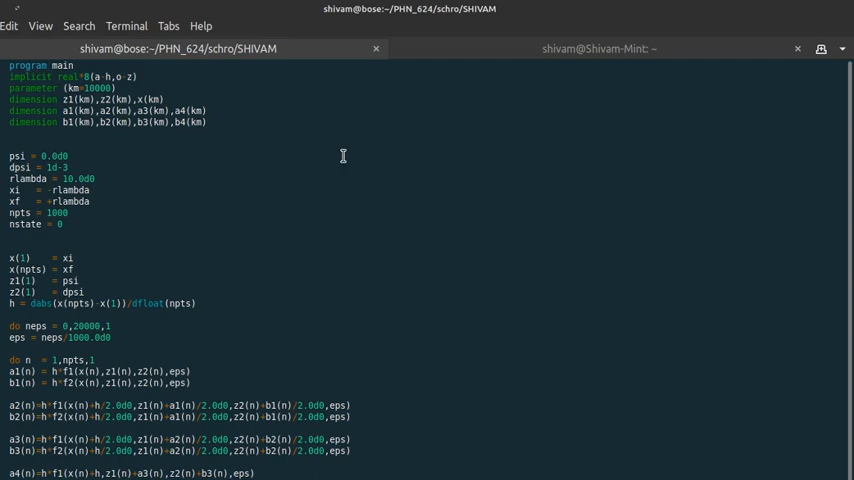 shivam@bose:~/PHN_624/schro/SHIVAM
Edit View Search Terminal Tabs Help
shivam@bose:~/PHN_624/schro/SHIVAM × shivam@Shivam-Mint: ~ ×
program main
implicit real*8(a-h,o-z)
parameter (km=10000)
dimension z1(km),z2(km),x(km)
dimension a1(km),a2(km),a3(km),a4(km)
dimension b1(km),b2(km),b3(km),b4(km)
psi = 0.0d0
dpsi = 1d-3
rlambda = 10.0d0
xi = -rlambda
xf = +rlambda
npts = 1000
nstate = 0
x(1) = xi
x(npts) = xf
z1(1) = psi
z2(1) = dpsi
h = dabs(x(npts)-x(1))/dfloat(npts)
do neps = 0,20000,1
eps = neps/1000.0d0
do n = 1,npts,1
a1(n) = h*f1(x(n),z1(n),z2(n),eps)
b1(n) = h*f2(x(n),z1(n),z2(n),eps)
a2(n)=h*f1(x(n)+h/2.0d0,z1(n)+a1(n)/2.0d0,z2(n)+b1(n)/2.0d0,eps)
b2(n)=h*f2(x(n)+h/2.0d0,z1(n)+a1(n)/2.0d0,z2(n)+b1(n)/2.0d0,eps)
a3(n)=h*f1(x(n)+h/2.0d0,z1(n)+a2(n)/2.0d0,z2(n)+b2(n)/2.0d0,eps)
b3(n)=h*f2(x(n)+h/2.0d0,z1(n)+a2(n)/2.0d0,z2(n)+b2(n)/2.0d0,eps)
a4(n)=h*f1(x(n)+h,z1(n)+a3(n),z2(n)+b3(n),eps)